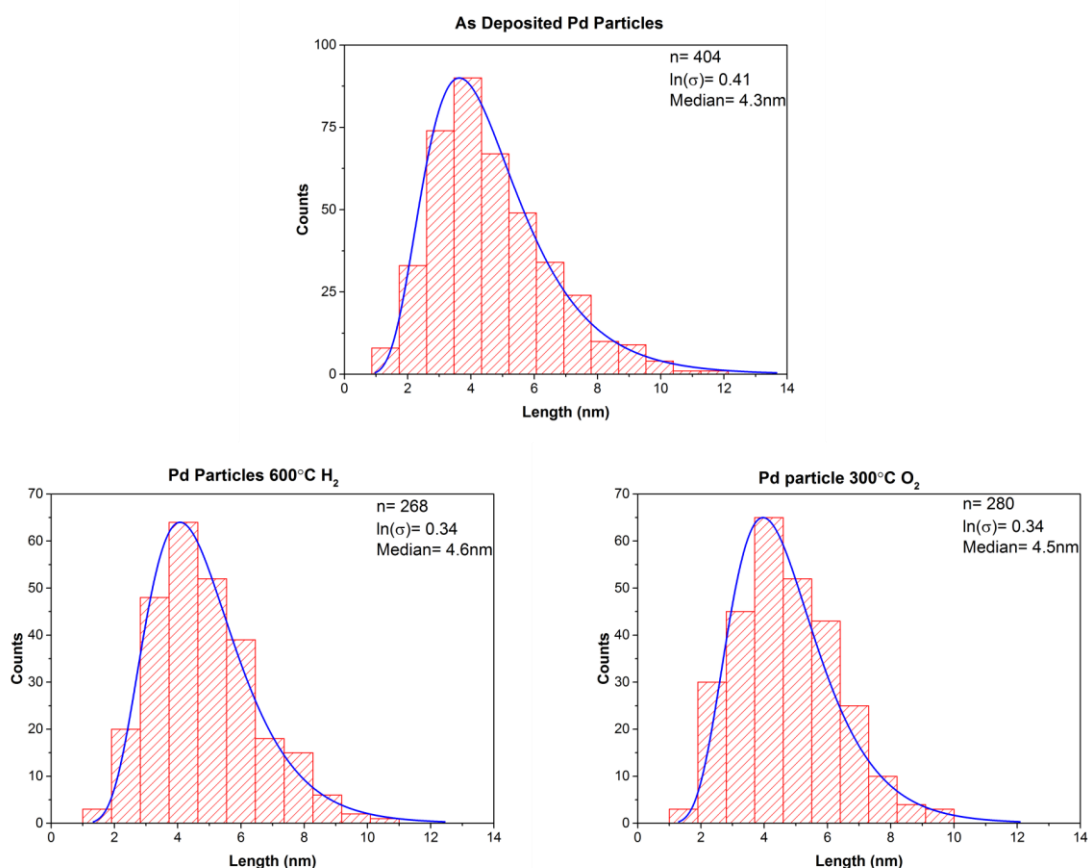 As Deposited Pd Particles
n= 404
ln(σ)= 0.41
Median= 4.3nm
100
75
50
25
0
Counts
0 2 4 6 8 10 12 14
Length (nm)
Pd Particles 600°C H₂
n= 268
ln(σ)= 0.34
Median= 4.6nm
70
60
50
40
30
20
10
0
Counts
0 2 4 6 8 10 12 14
Length (nm)
Pd particle 300°C O₂
n= 280
ln(σ)= 0.34
Median= 4.5nm
70
60
50
40
30
20
10
0
Counts
0 2 4 6 8 10 12 14
Length (nm)